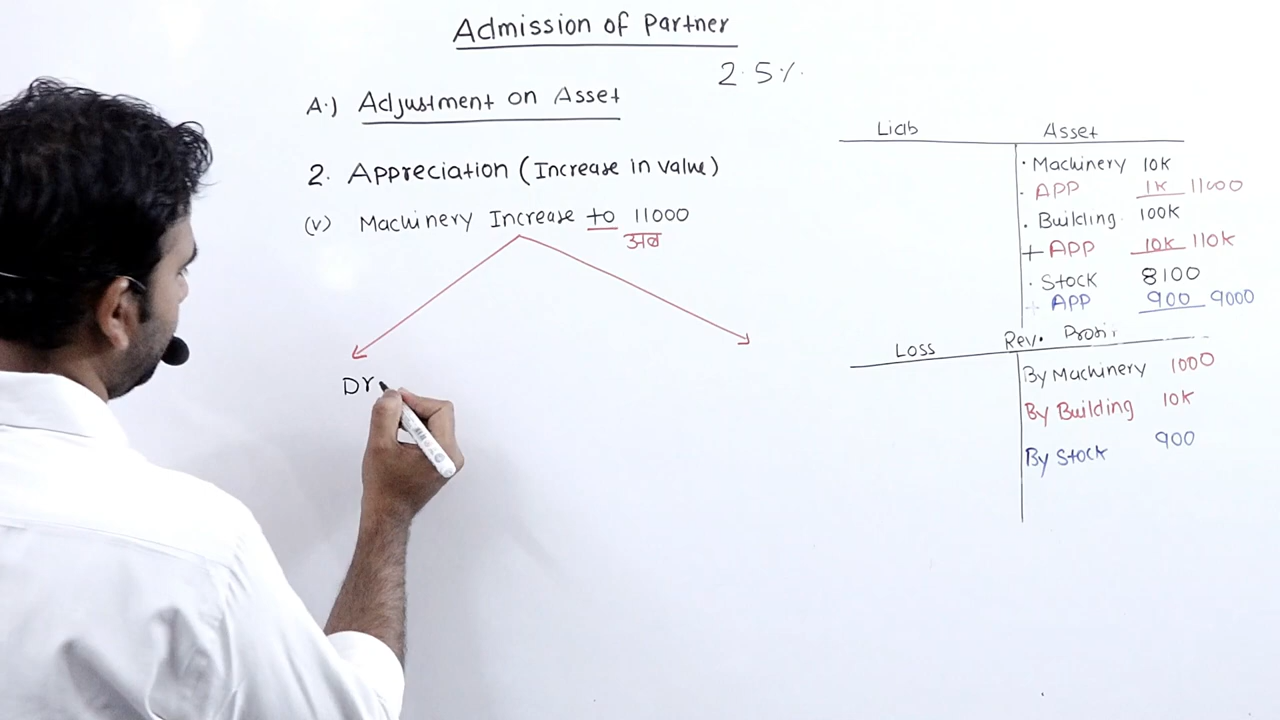 Admission of Partner
2.5%.
A.) Adjustment on Asset
2. Appreciation (Increase in value)
(v) Machinery Increase to 11000
अब
Dr
Liab Asset
. Machinery 10K
. APP 1K 11000
. Building. 100K
+ APP 10K 110K
. Stock 8100
+ APP 900 9000
Loss Rev. Profi
By Machinery 1000
By Building 10K
By Stock 900